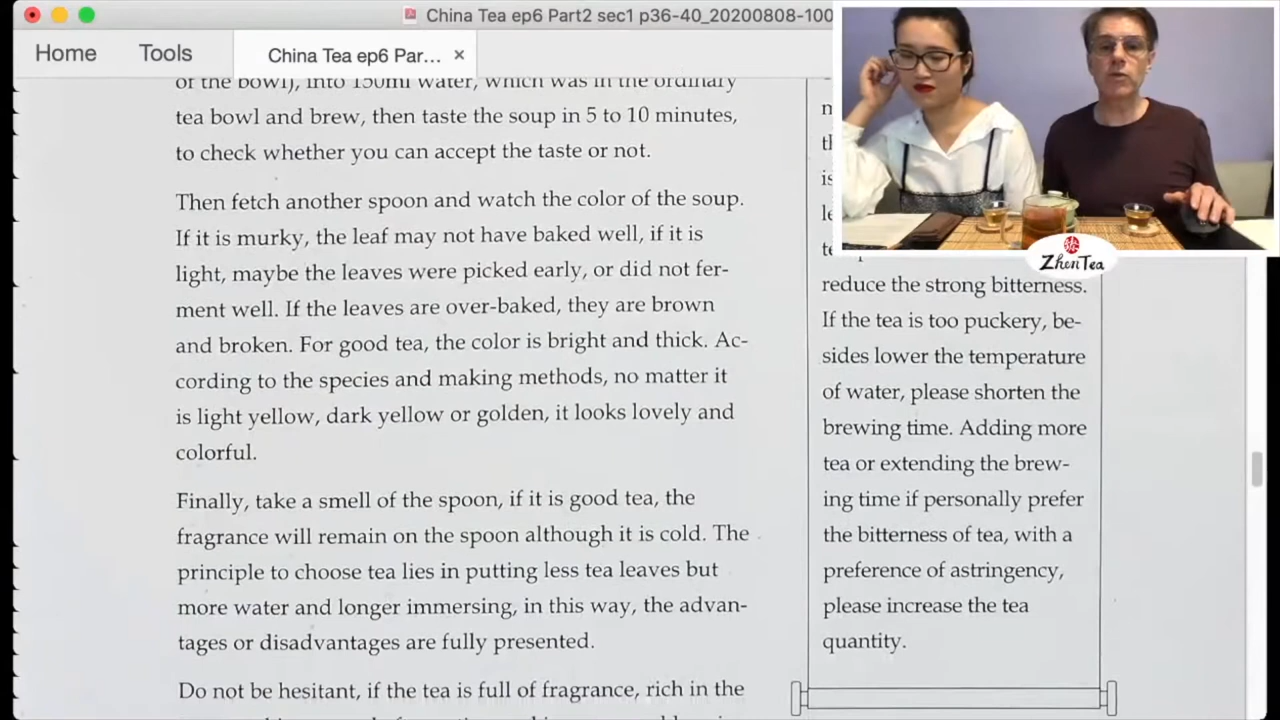 China Tea ep6 Part2 sec1 p36-40_20200808-100
Home
Tools
China Tea ep6 Par... ×
of the bowl), into 150ml water, which was in the ordinary
tea bowl and brew, then taste the soup in 5 to 10 minutes,
to check whether you can accept the taste or not.
Then fetch another spoon and watch the color of the soup.
If it is murky, the leaf may not have baked well, if it is
light, maybe the leaves were picked early, or did not fer-
ment well. If the leaves are over-baked, they are brown
and broken. For good tea, the color is bright and thick. Ac-
cording to the species and making methods, no matter it
is light yellow, dark yellow or golden, it looks lovely and
colorful.
Finally, take a smell of the spoon, if it is good tea, the
fragrance will remain on the spoon although it is cold. The
principle to choose tea lies in putting less tea leaves but
more water and longer immersing, in this way, the advan-
tages or disadvantages are fully presented.
Do not be hesitant, if the tea is full of fragrance, rich in the
ZhenTea
reduce the strong bitterness.
If the tea is too puckery, be-
sides lower the temperature
of water, please shorten the
brewing time. Adding more
tea or extending the brew-
ing time if personally prefer
the bitterness of tea, with a
preference of astringency,
please increase the tea
quantity.